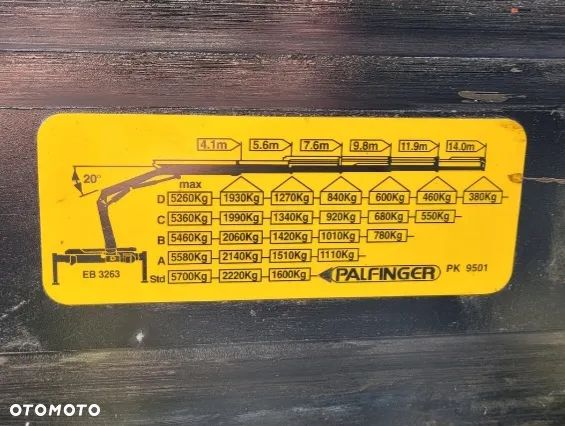 4.1m 5.6m 7.6m 9.8m 11.9m 14.0m
20°
max
D 5260Kg 1930Kg 1270Kg 840Kg 600Kg 460Kg 380Kg
C 5360Kg 1990Kg 1340Kg 920Kg 680Kg 550Kg
B 5460Kg 2060Kg 1420Kg 1010Kg 780Kg
A 5580Kg 2140Kg 1510Kg 1110Kg
EB 3263
Std 5700Kg 2220Kg 1600Kg PALFINGER PK 9501
OTOMOTO